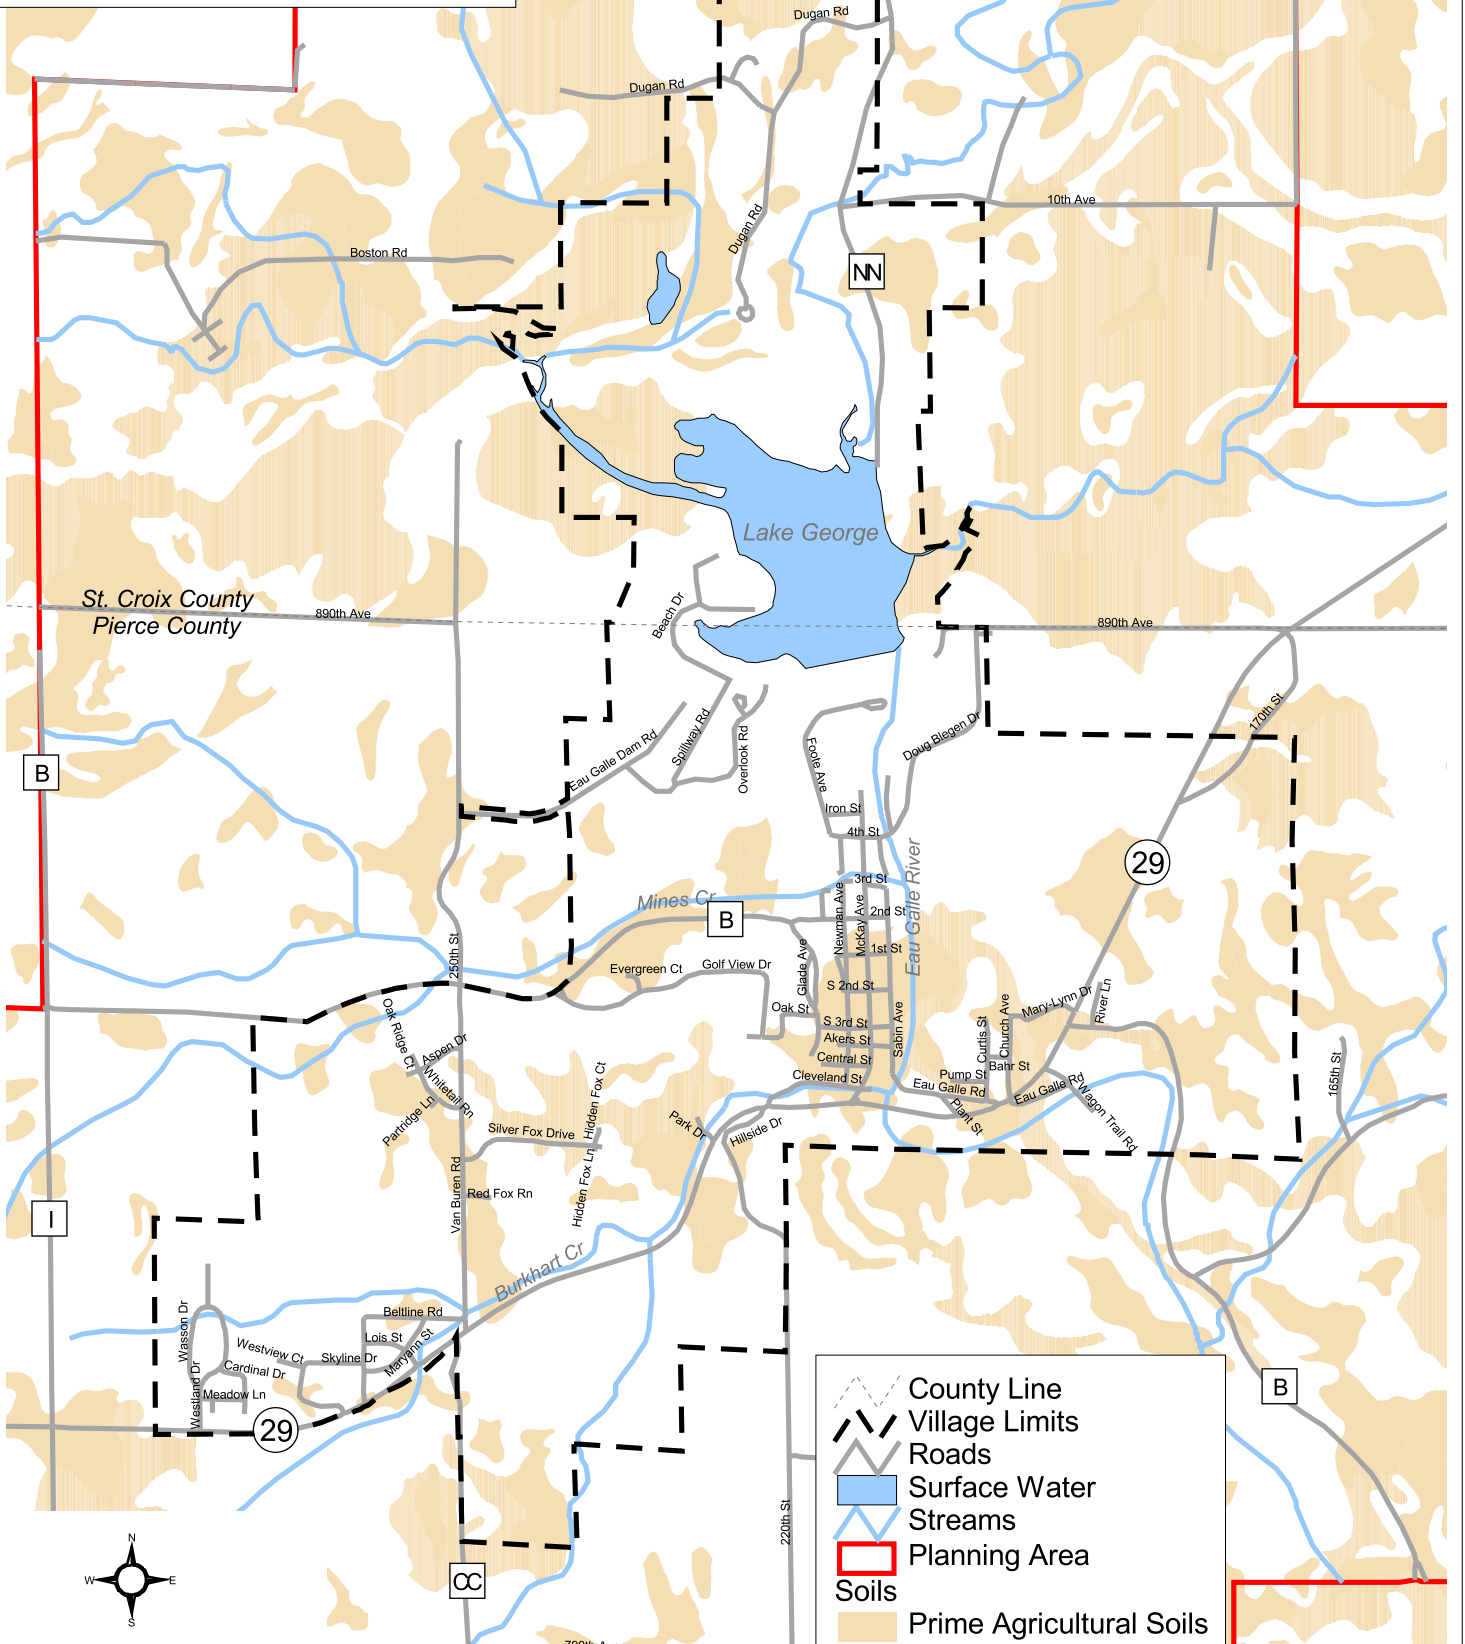 Dugan Rd
Dugan Rd
10th Ave
Dugan Rd
Boston Rd
NN
Lake George
St. Croix County
Pierce County
890th Ave
890th Ave
Beach Dr
170th St
Spillway Rd
Eau Galle Dam Rd
Overlook Rd
Foote Ave
Doug Blegen Dr
B
Iron St
4th St
29
Eau Galle River
3rd St
Mines Cr
B
Newman Ave
McKay Ave
2nd St
1st St
250th St
Evergreen Ct
Golf View Dr
Glade Ave
S 2nd St
Oak St
S 3rd St
Akers St
Central St
Cleveland St
Sabin Ave
Mary-Lynn Dr
River Ln
Church Ave
Curtis St
Bahr St
Pump St
Eau Galle Rd
Eau Galle Rd
Plant St
Wagon Trail Rd
165th St
Oak Ridge Ct
Aspen Dr
Whitetail Rn
Partridge Ln
Hidden Fox Ct
Silver Fox Drive
Park Dr
Hillside Dr
Van Buren Rd
Red Fox Rn
Hidden Fox Ln
I
Burkhart Cr
Beltline Rd
Wasson Dr
Lois St
Westview Ct
Skyline Dr
Maryann St
Cardinal Dr
Westland Dr
Meadow Ln
29
B
220th St
CC
N
W
E
S
County Line
Village Limits
Roads
Surface Water
Streams
Planning Area
Soils
Prime Agricultural Soils